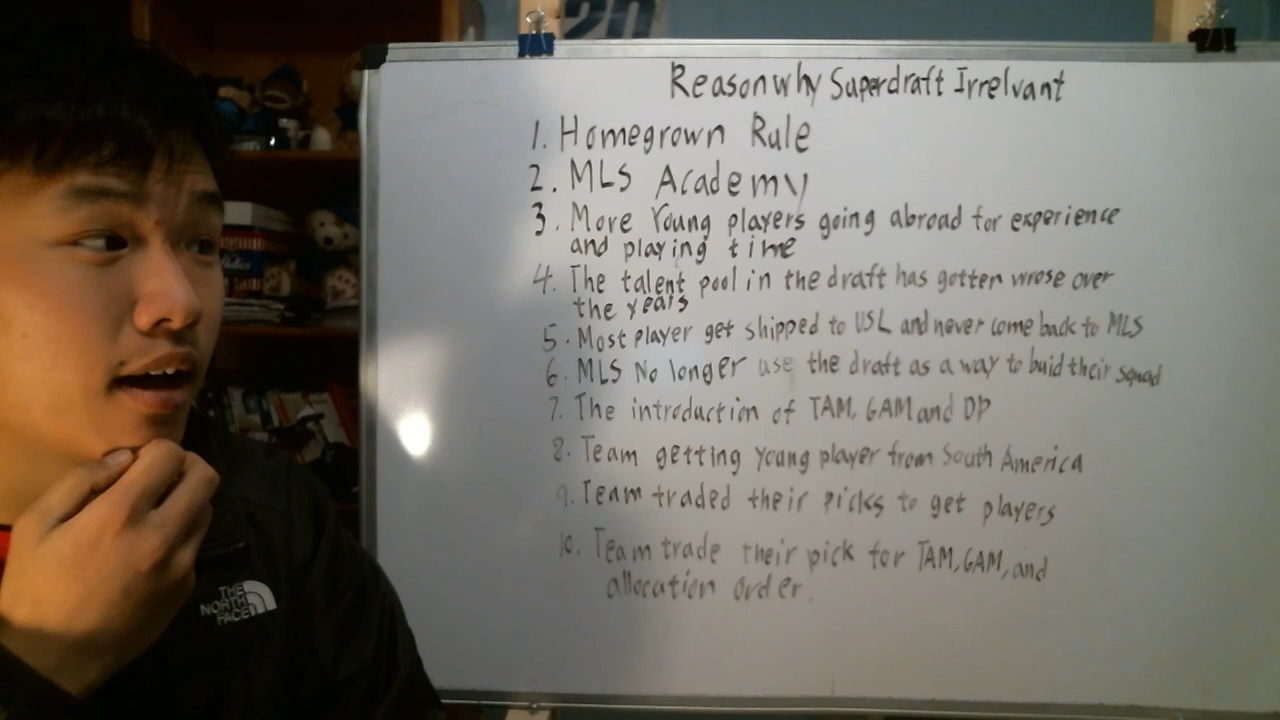 20
Reason why Superdraft Irrelvant
1. Homegrown Rule
2. MLS Academy
3. More Young players going abroad for experience
and playing time
4. The talent pool in the draft has gotten wrose over
the years
5. Most player get shipped to USL and never come back to MLS
6. MLS No longer use the draft as a way to buid their squad
7. The introduction of TAM, GAM and DP
8. Team getting young player from South America
9. Team traded their picks to get players
10. Team trade their pick for TAM, GAM, and
allocation order.
THE
NORTH
FACE